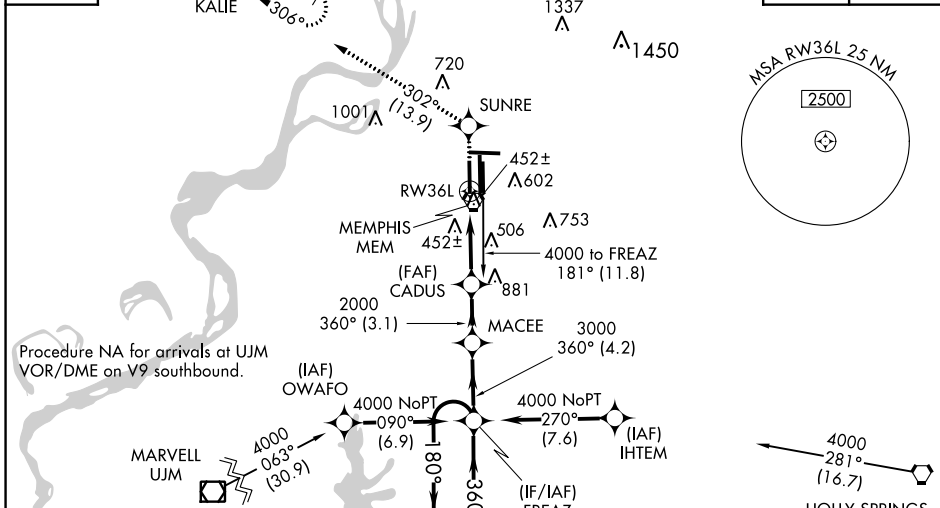 KALIE
306°
1337
1450
MSA RW36L 25 NM
2500
720
302°
(13.9)
SUNRE
1001
452±
602
RW36L
MEMPHIS
MEM
753
506
452±
4000 to FREAZ
181° (11.8)
(FAF)
CADUS
881
2000
360° (3.1)
MACEE
3000
360° (4.2)
Procedure NA for arrivals at UJM
VOR/DME on V9 southbound.
(IAF)
OWAFO
4000 NoPT
090°
(6.9)
4000 NoPT
270°
(7.6)
(IAF)
IHTEM
MARVELL
UJM
4000
063°
(30.9)
180°
360
(IF/IAF)
FREAZ
4000
281°
(16.7)
HOLLY SPRINGS